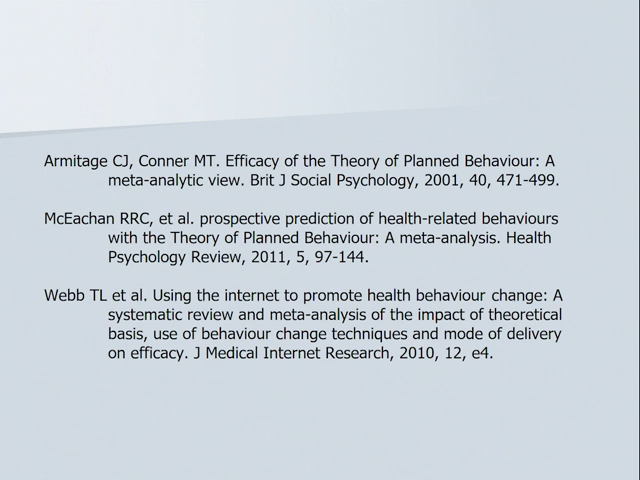 Armitage CJ, Conner MT. Efficacy of the Theory of Planned Behaviour: A
meta-analytic view. Brit J Social Psychology, 2001, 40, 471-499.
McEachan RRC, et al. prospective prediction of health-related behaviours
with the Theory of Planned Behaviour: A meta-analysis. Health
Psychology Review, 2011, 5, 97-144.
Webb TL et al. Using the internet to promote health behaviour change: A
systematic review and meta-analysis of the impact of theoretical
basis, use of behaviour change techniques and mode of delivery
on efficacy. J Medical Internet Research, 2010, 12, e4.